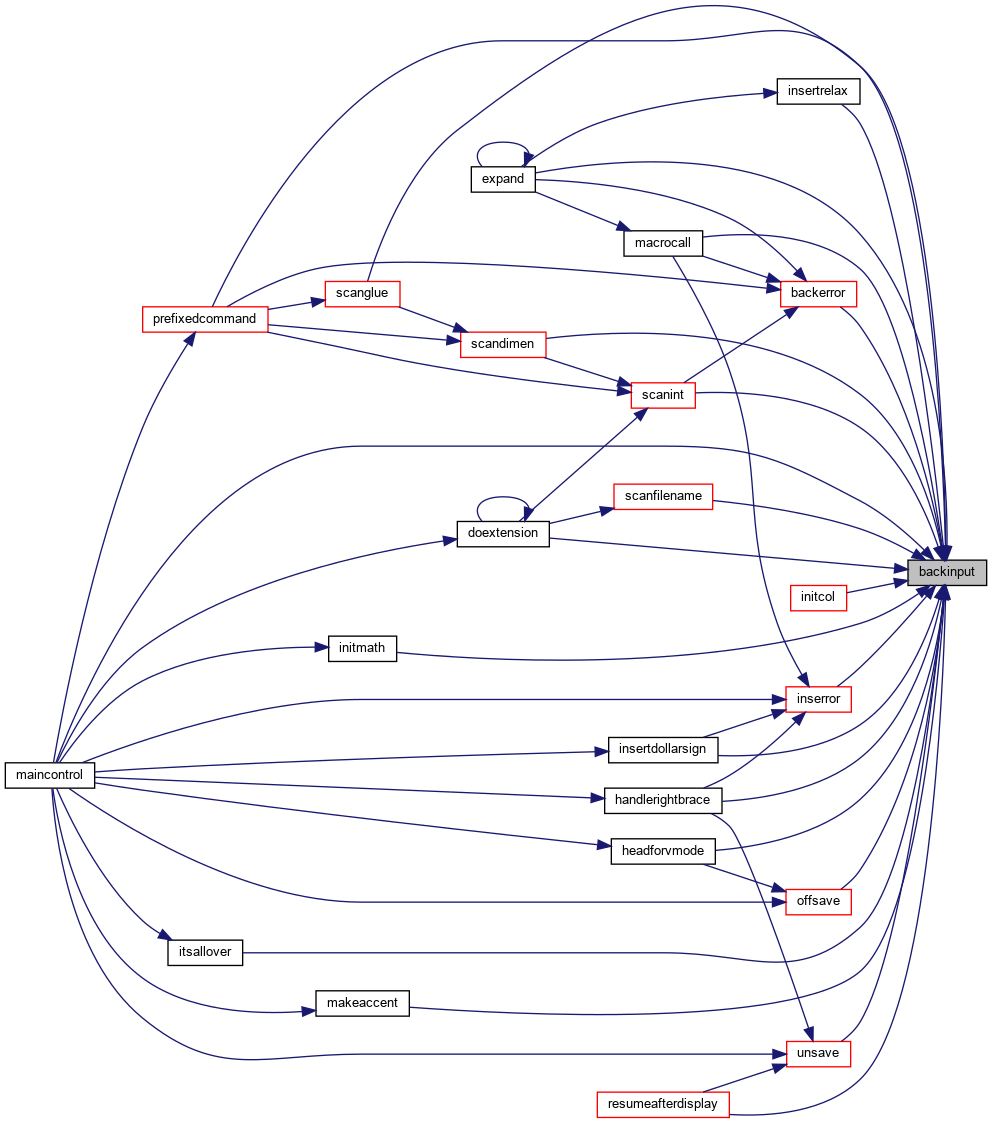 insertrelax
expand
macrocall
backerror
scanglue
prefixedcommand
scandimen
scanint
scanfilename
doextension
backinput
initcol
initmath
inserror
insertdollarsign
maincontrol
handlerightbrace
headforvmode
offsave
itsallover
makeaccent
unsave
resumeafterdisplay